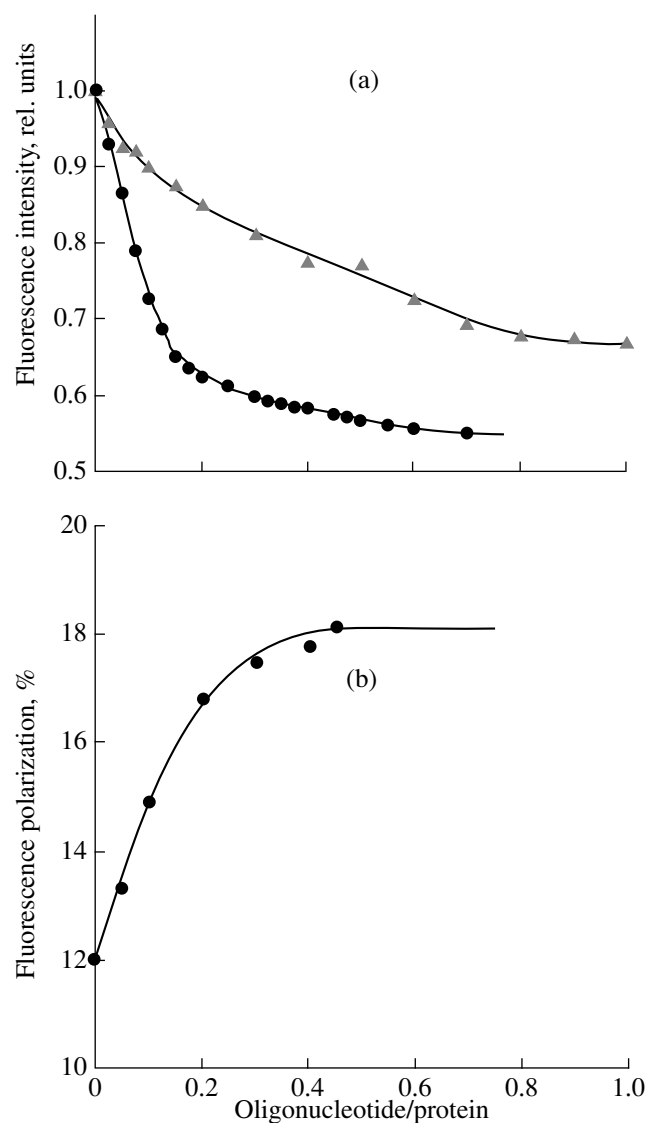 (a)
Fluorescence intensity, rel. units
1.0
0.9
0.8
0.7
0.6
0.5
20
18
16
14
12
10
(b)
Fluorescence polarization, %
0 0.2 0.4 0.6 0.8 1.0
Oligonucleotide/protein